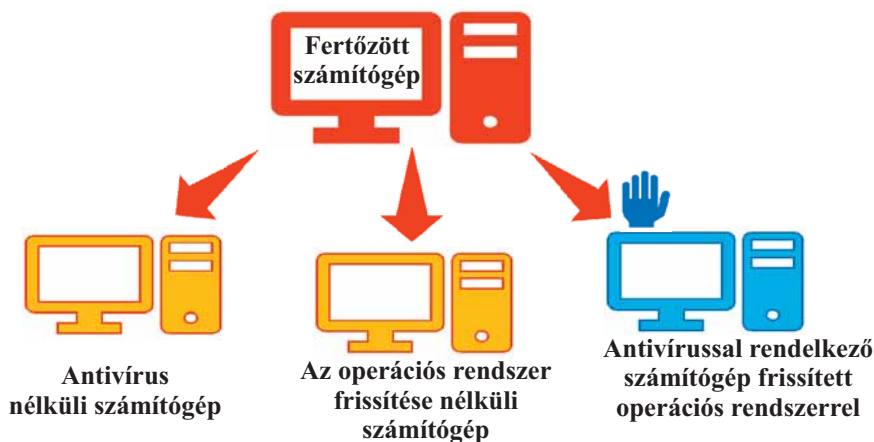 Fertőzött
számítógép
Antivírus
nélküli számítógép
Az operációs rendszer
frissítése nélküli
számítógép
Antivírussal rendelkező
számítógép frissített
operációs rendszerrel